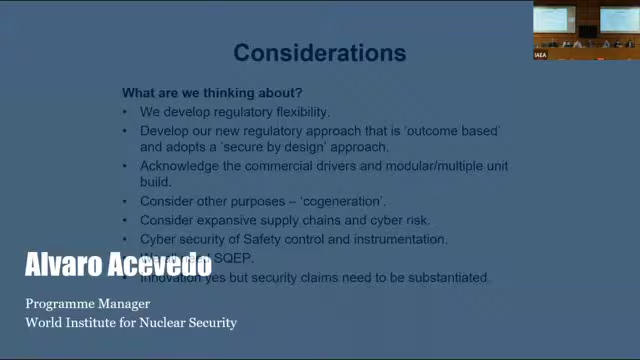 Considerations
What are we thinking about?
• We develop regulatory flexibility.
• Develop our new regulatory approach that is 'outcome based'
and adopts a 'secure by design' approach.
• Acknowledge the commercial drivers and modular/multiple unit
build.
• Consider other purposes – 'cogeneration'.
• Consider expansive supply chains and cyber risk.
• Cyber security of Safety control and instrumentation.
SQEP.
Innovation yes but security claims need to be substantiated.
Alvaro Acevedo
Programme Manager
World Institute for Nuclear Security
IAEA